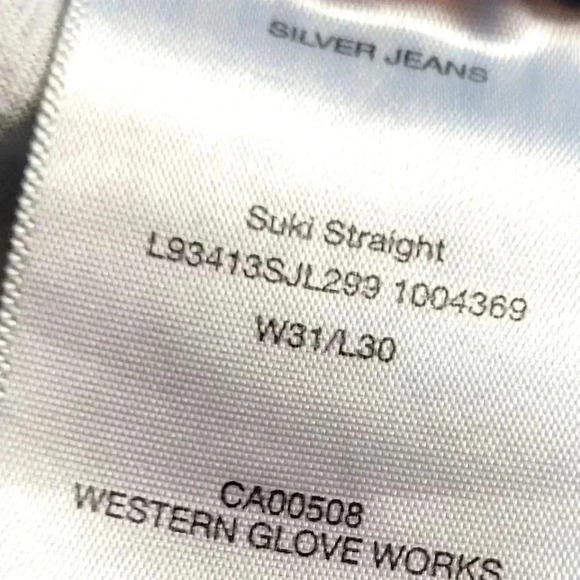 SILVER JEANS
Suki Straight
L93413SJL299 1004369
W31/L30
CA00508
WESTERN GLOVE WORKS